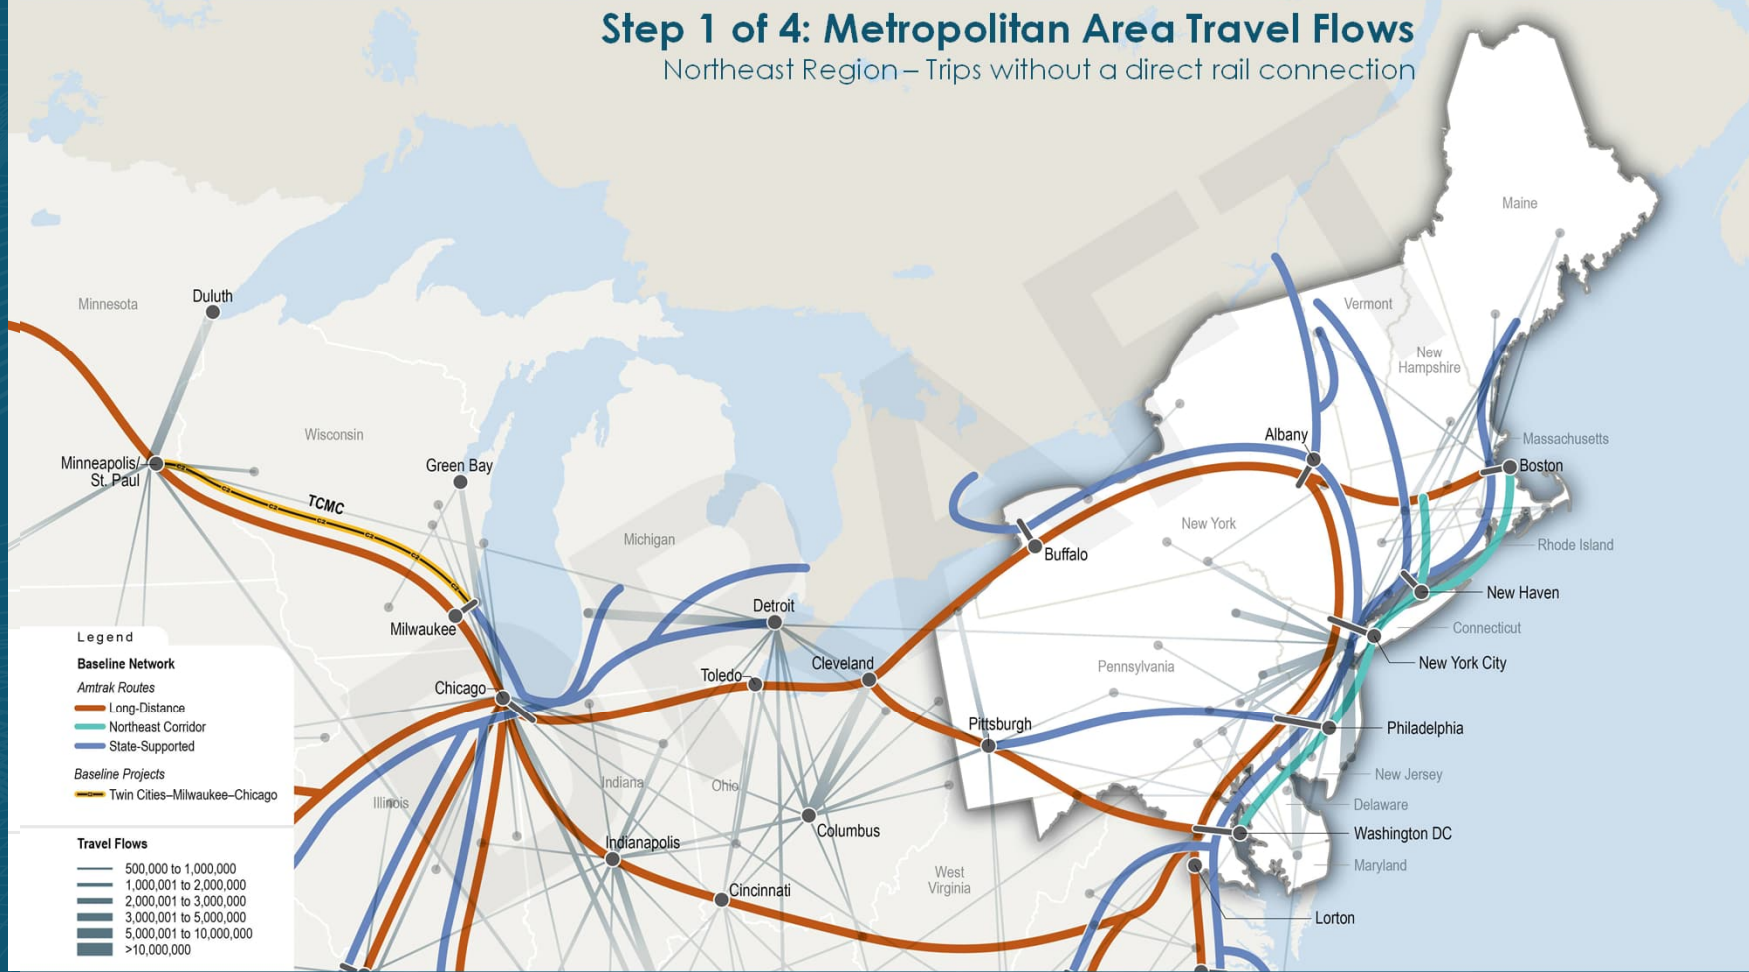 Step 1 of 4: Metropolitan Area Travel Flows
Northeast Region – Trips without a direct rail connection
DRAFT
Maine
Minnesota
Duluth
Vermont
New
Hampshire
Wisconsin
Albany
Massachusetts
Minneapolis/
St. Paul
Green Bay
Boston
TCMC
New York
Michigan
Rhode Island
Buffalo
New Haven
Detroit
Milwaukee
Connecticut
Cleveland
New York City
Pennsylvania
Toledo
Chicago
Pittsburgh
Philadelphia
New Jersey
Indiana
Ohio
Illinois
Delaware
Columbus
Washington DC
Indianapolis
Maryland
West
Virginia
Cincinnati
Lorton
Legend
Baseline Network
Amtrak Routes
Long-Distance
Northeast Corridor
State-Supported
Baseline Projects
Twin Cities–Milwaukee–Chicago
Travel Flows
500,000 to 1,000,000
1,000,001 to 2,000,000
2,000,001 to 3,000,000
3,000,001 to 5,000,000
5,000,001 to 10,000,000
>10,000,000